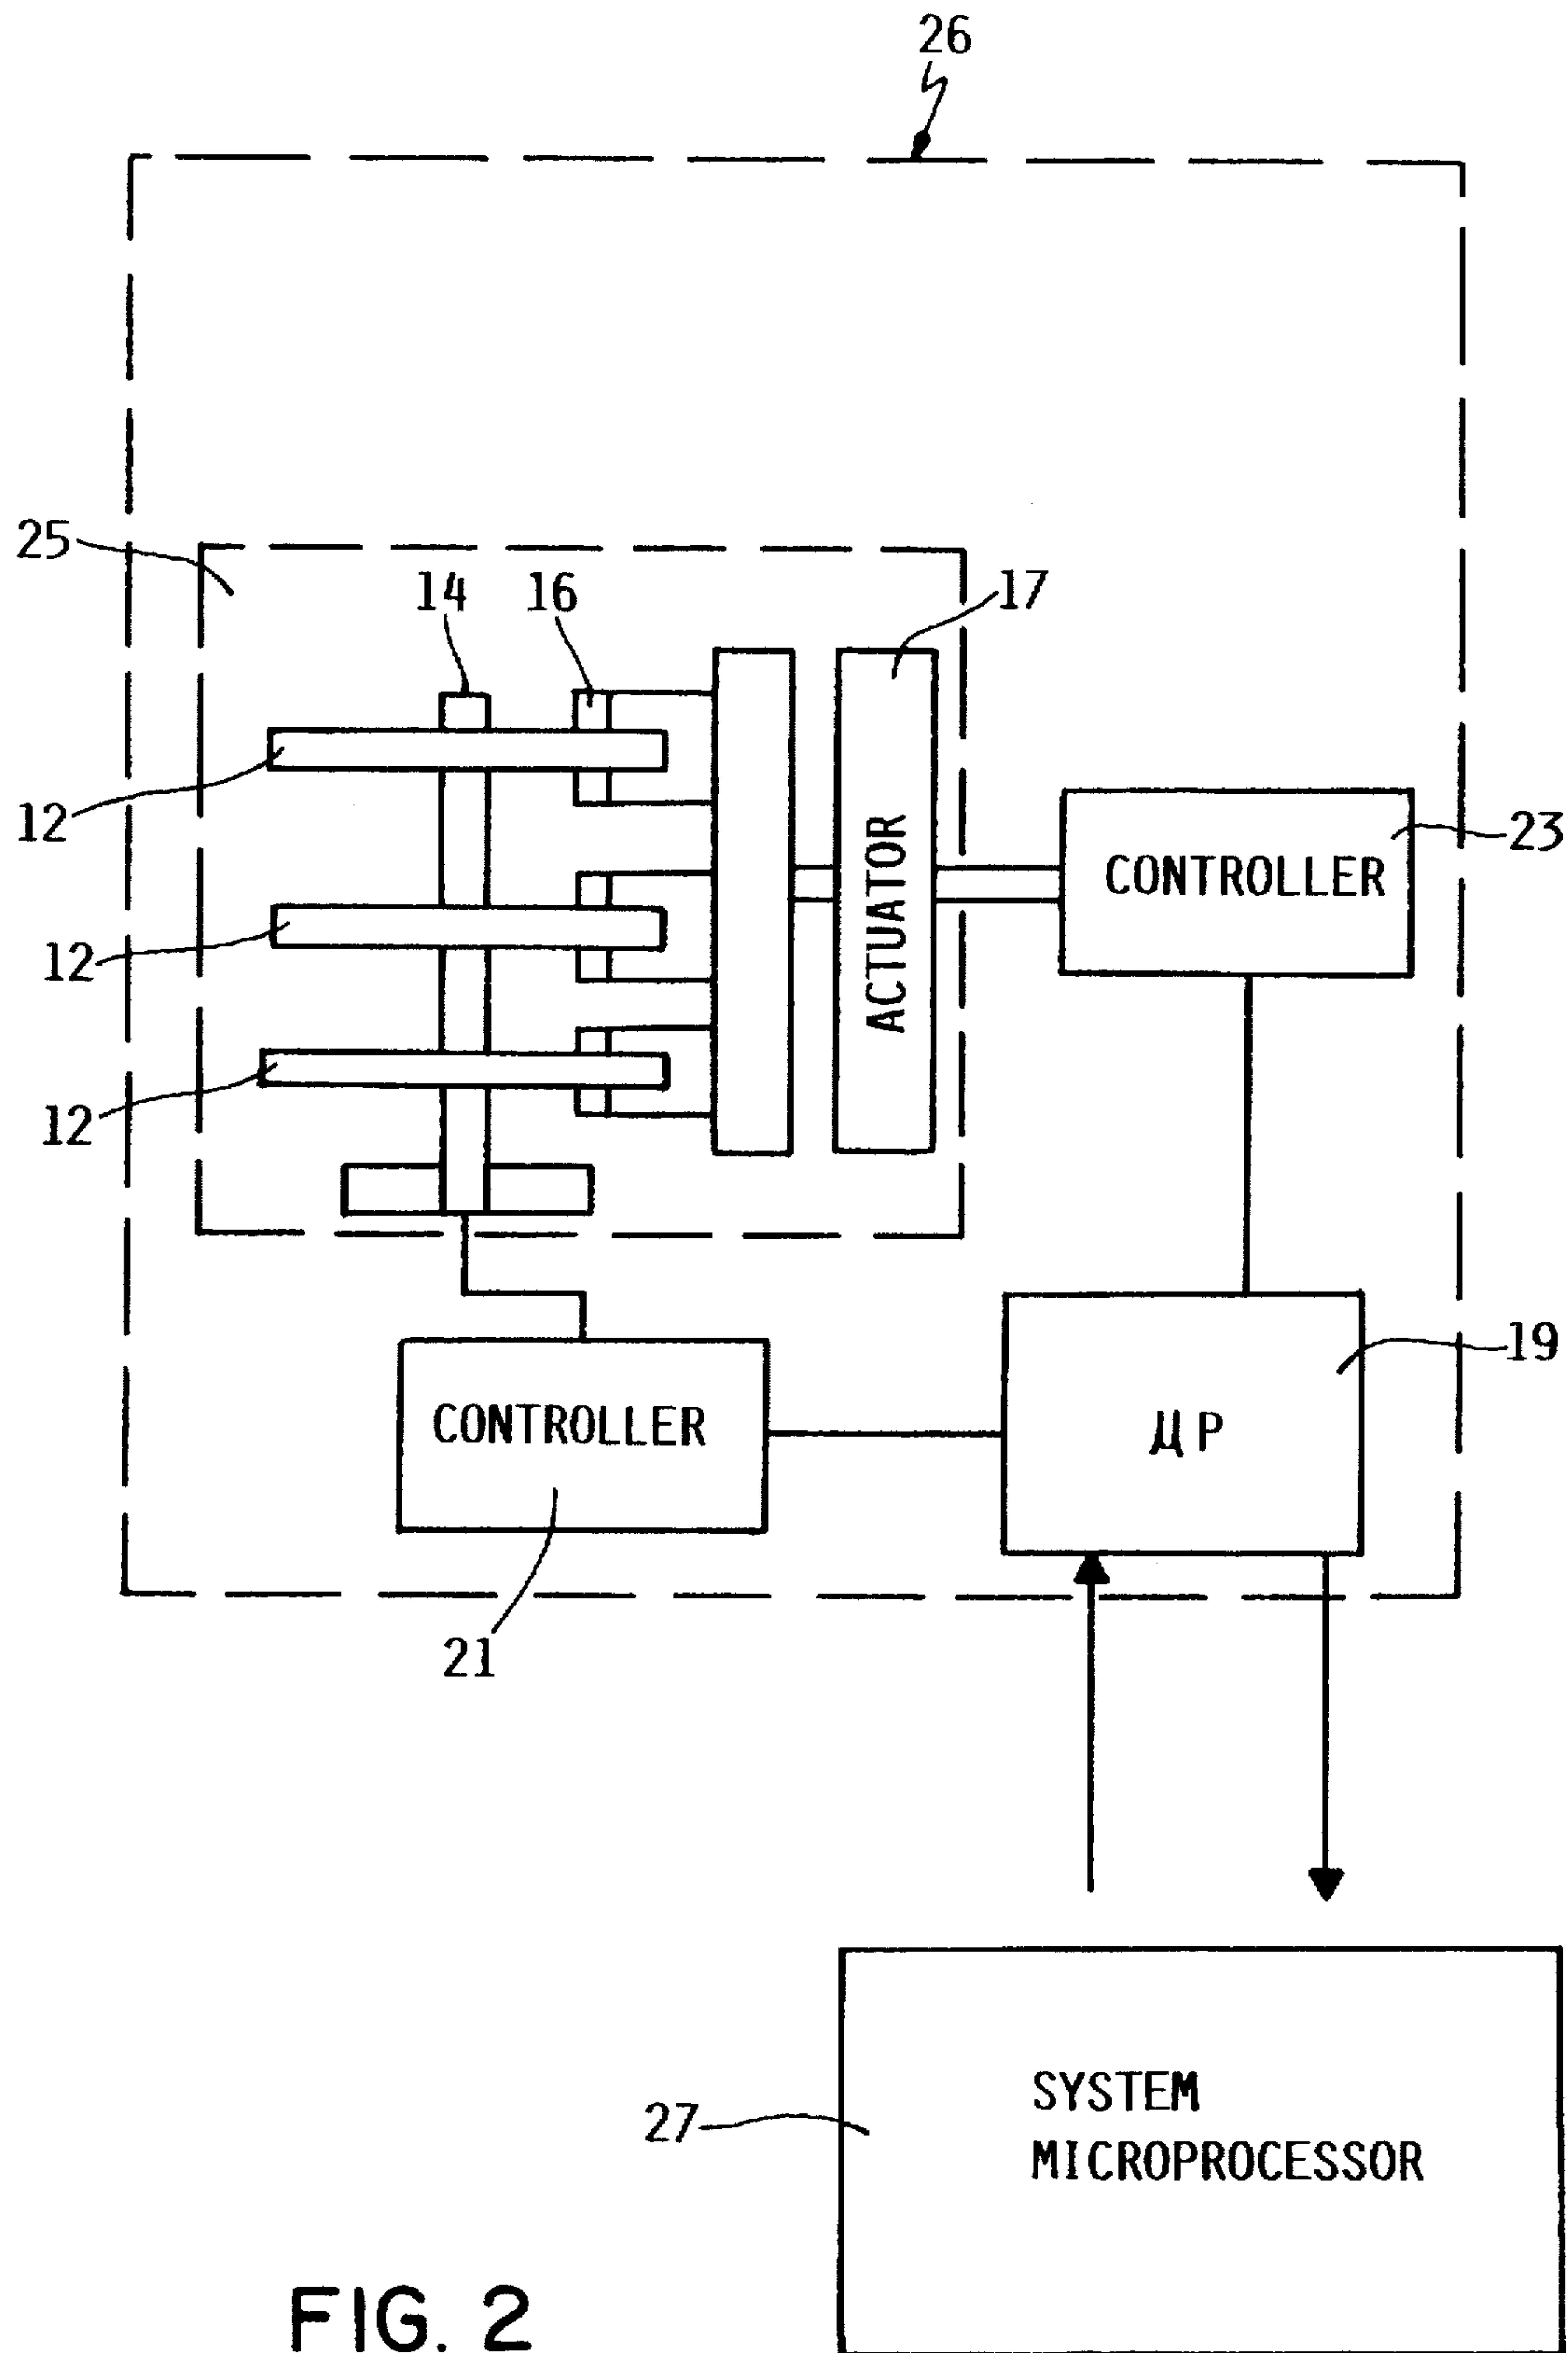 26
25
14
16
17
12
CONTROLLER
23
ACTUATOR
12
12
19
CONTROLLER
μP
21
SYSTEM
MICROPROCESSOR
27
FIG. 2